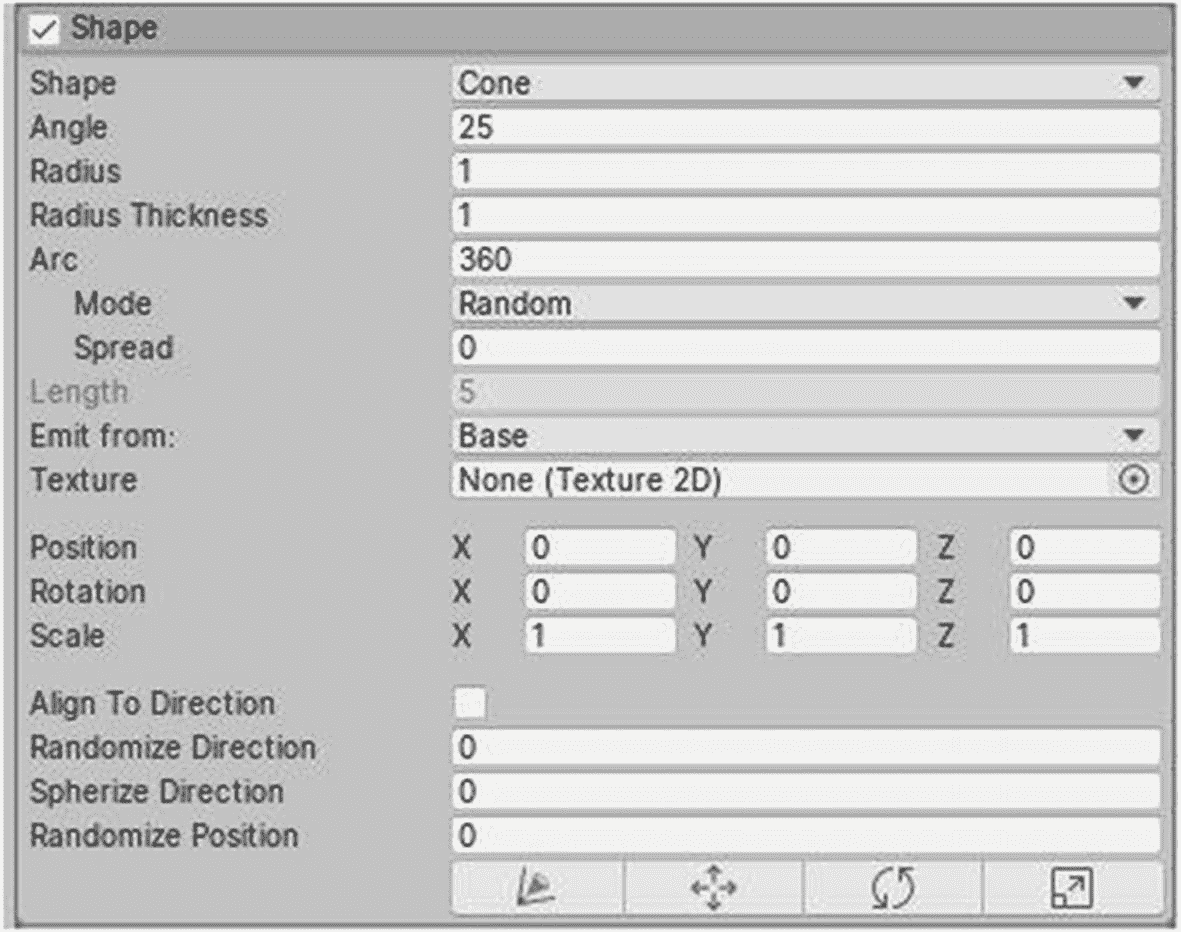 Shape
Shape Cone
Angle 25
Radius 1
Radius Thickness 1
Arc 360
Mode Random
Spread 0
Length 5
Emit from: Base
Texture None (Texture 2D)
Position X 0 Y 0 Z 0
Rotation X 0 Y 0 Z 0
Scale X 1 Y 1 Z 1
Align To Direction
Randomize Direction 0
Spherize Direction 0
Randomize Position 0